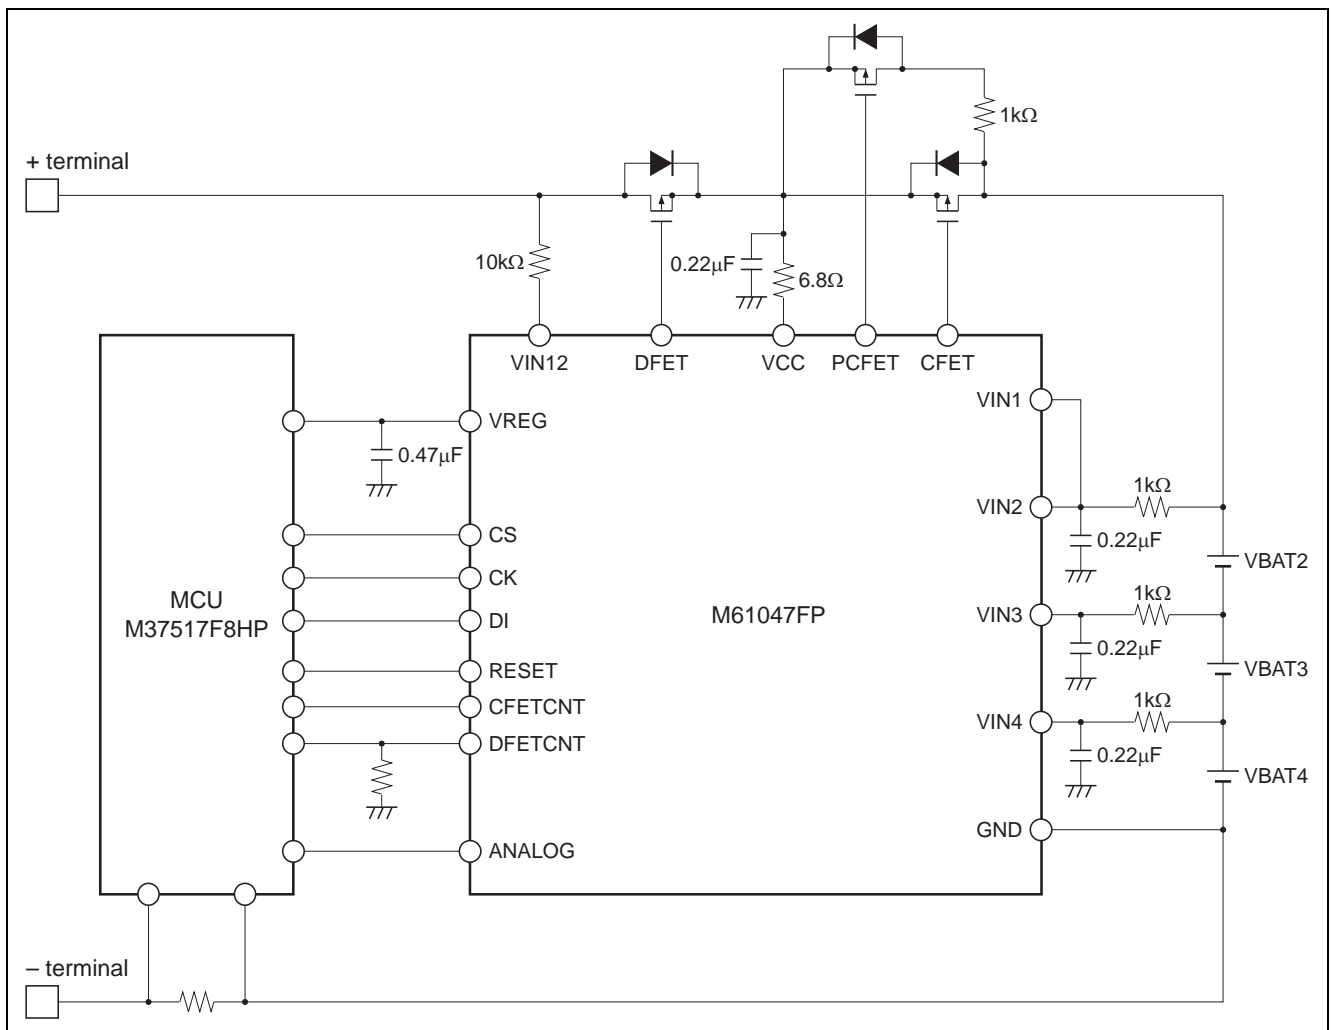 1kΩ
+ terminal
10kΩ
0.22μF
6.8Ω
VIN12
DFET
VCC
PCFET
CFET
VIN1
VREG
0.47μF
1kΩ
VIN2
CS
0.22μF
VBAT2
CK
1kΩ
MCU
M37517F8HP
M61047FP
VIN3
DI
0.22μF
VBAT3
RESET
1kΩ
CFETCNT
VIN4
DFETCNT
0.22μF
VBAT4
GND
ANALOG
– terminal